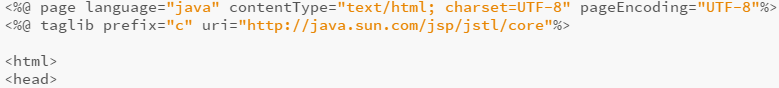 <%@ page language="java" contentType="text/html; charset=UTF-8" pageEncoding="UTF-8"%>
<%@ taglib prefix="c" uri="http://java.sun.com/jsp/jstl/core"%>
<html>
<head>